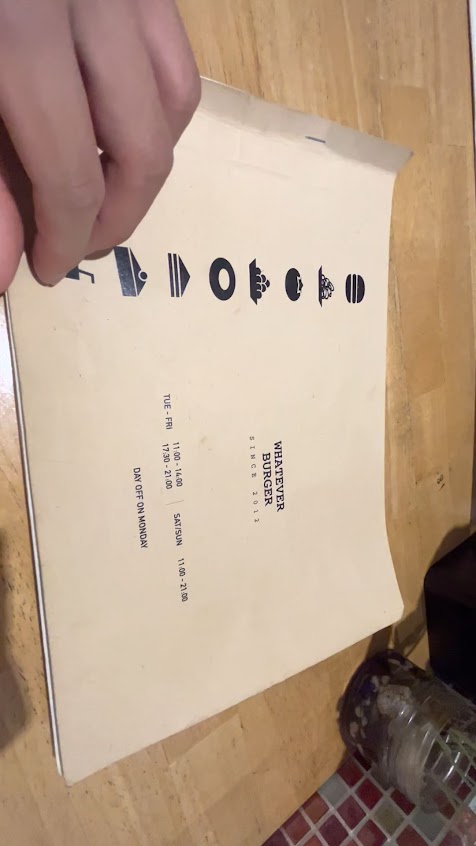 WHATEVER
BURGER
SINCE 2012
TUE - FRI 11:00 - 14:00 SAT/SUN 11:00 - 21:00
17:30 - 21:00
DAY OFF ON MONDAY